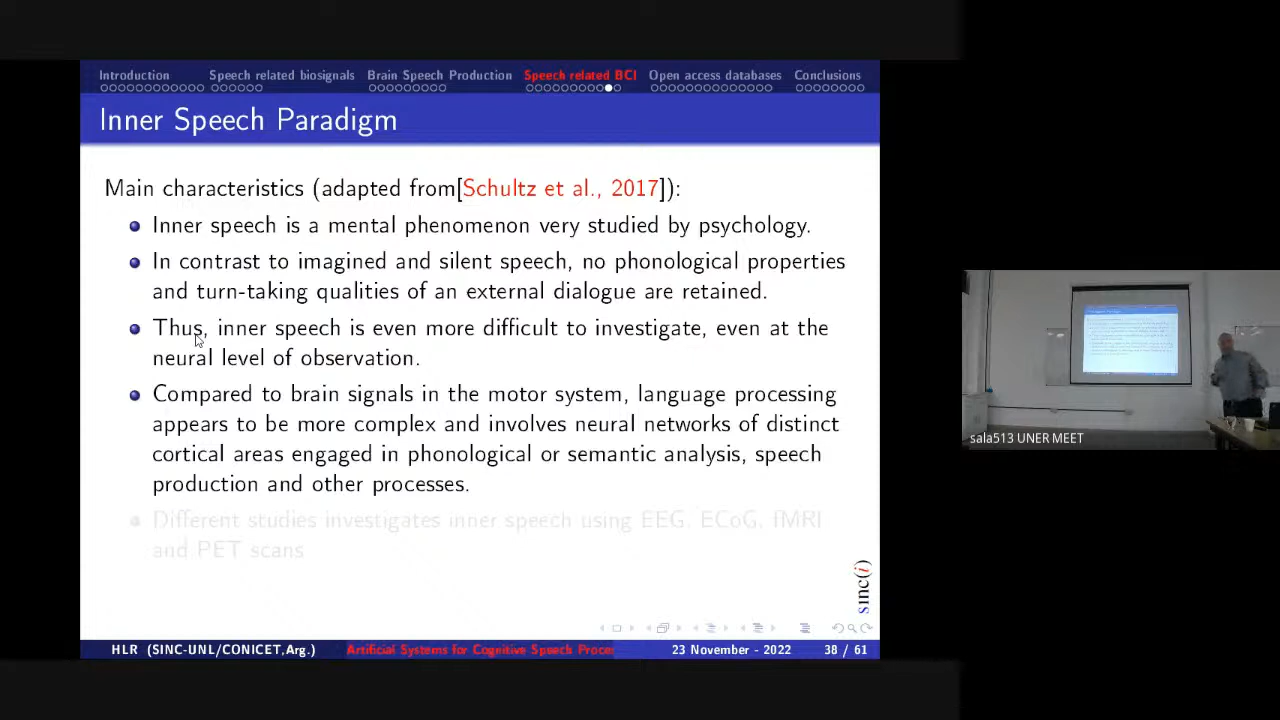 Introduction Speech related biosignals Brain Speech Production Speech related BCI Open access databases Conclusions
Inner Speech Paradigm
Main characteristics (adapted from[Schultz et al., 2017]):
Inner speech is a mental phenomenon very studied by psychology.
In contrast to imagined and silent speech, no phonological properties
and turn-taking qualities of an external dialogue are retained.
Thus, inner speech is even more difficult to investigate, even at the
neural level of observation.
Compared to brain signals in the motor system, language processing
appears to be more complex and involves neural networks of distinct
cortical areas engaged in phonological or semantic analysis, speech
production and other processes.
Different studies investigates inner speech using EEG, ECoG, fMRI
and PET scans
sinc(i)
HLR (SINC-UNL/CONICET,Arg.) Artificial Systems for Cognitive Speech Proce 23 November - 2022 38 / 61
sala513 UNER MEET